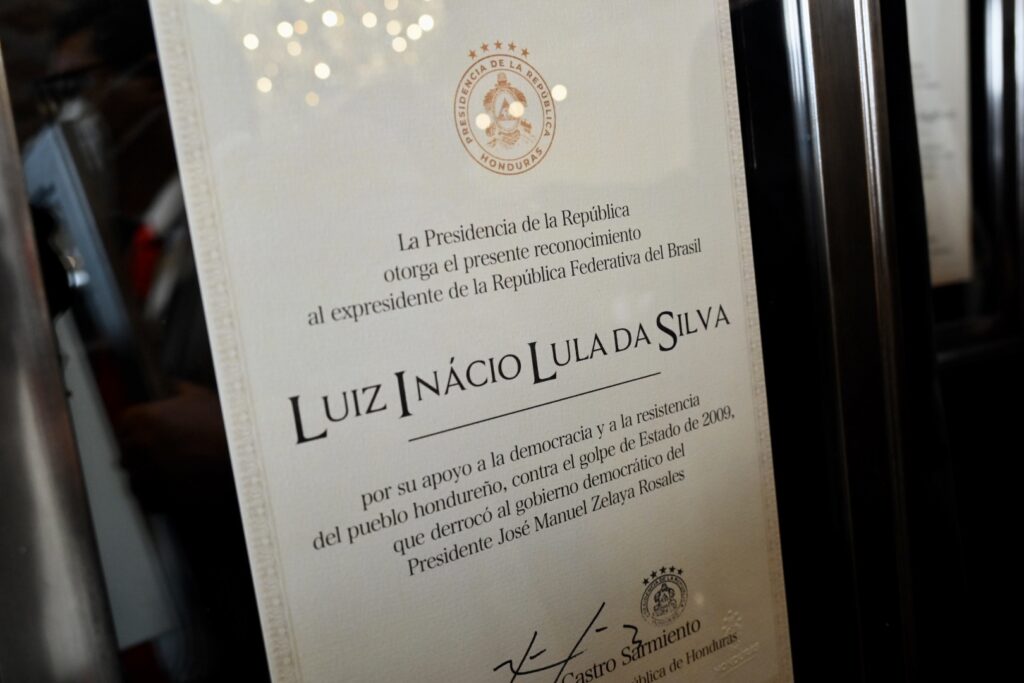 PRESIDENCIA DE LA REPÚBLICA
HONDURAS
La Presidencia de la República
otorga el presente reconocimiento
al expresidente de la República Federativa del Brasil
LUIZ INÁCIO LULA DA SILVA
por su apoyo a la democracia y a la resistencia
del pueblo hondureño, contra el golpe de Estado de 2009,
que derrocó al gobierno democrático del
Presidente José Manuel Zelaya Rosales
Castro Sarmiento
de Honduras
HONDURAS